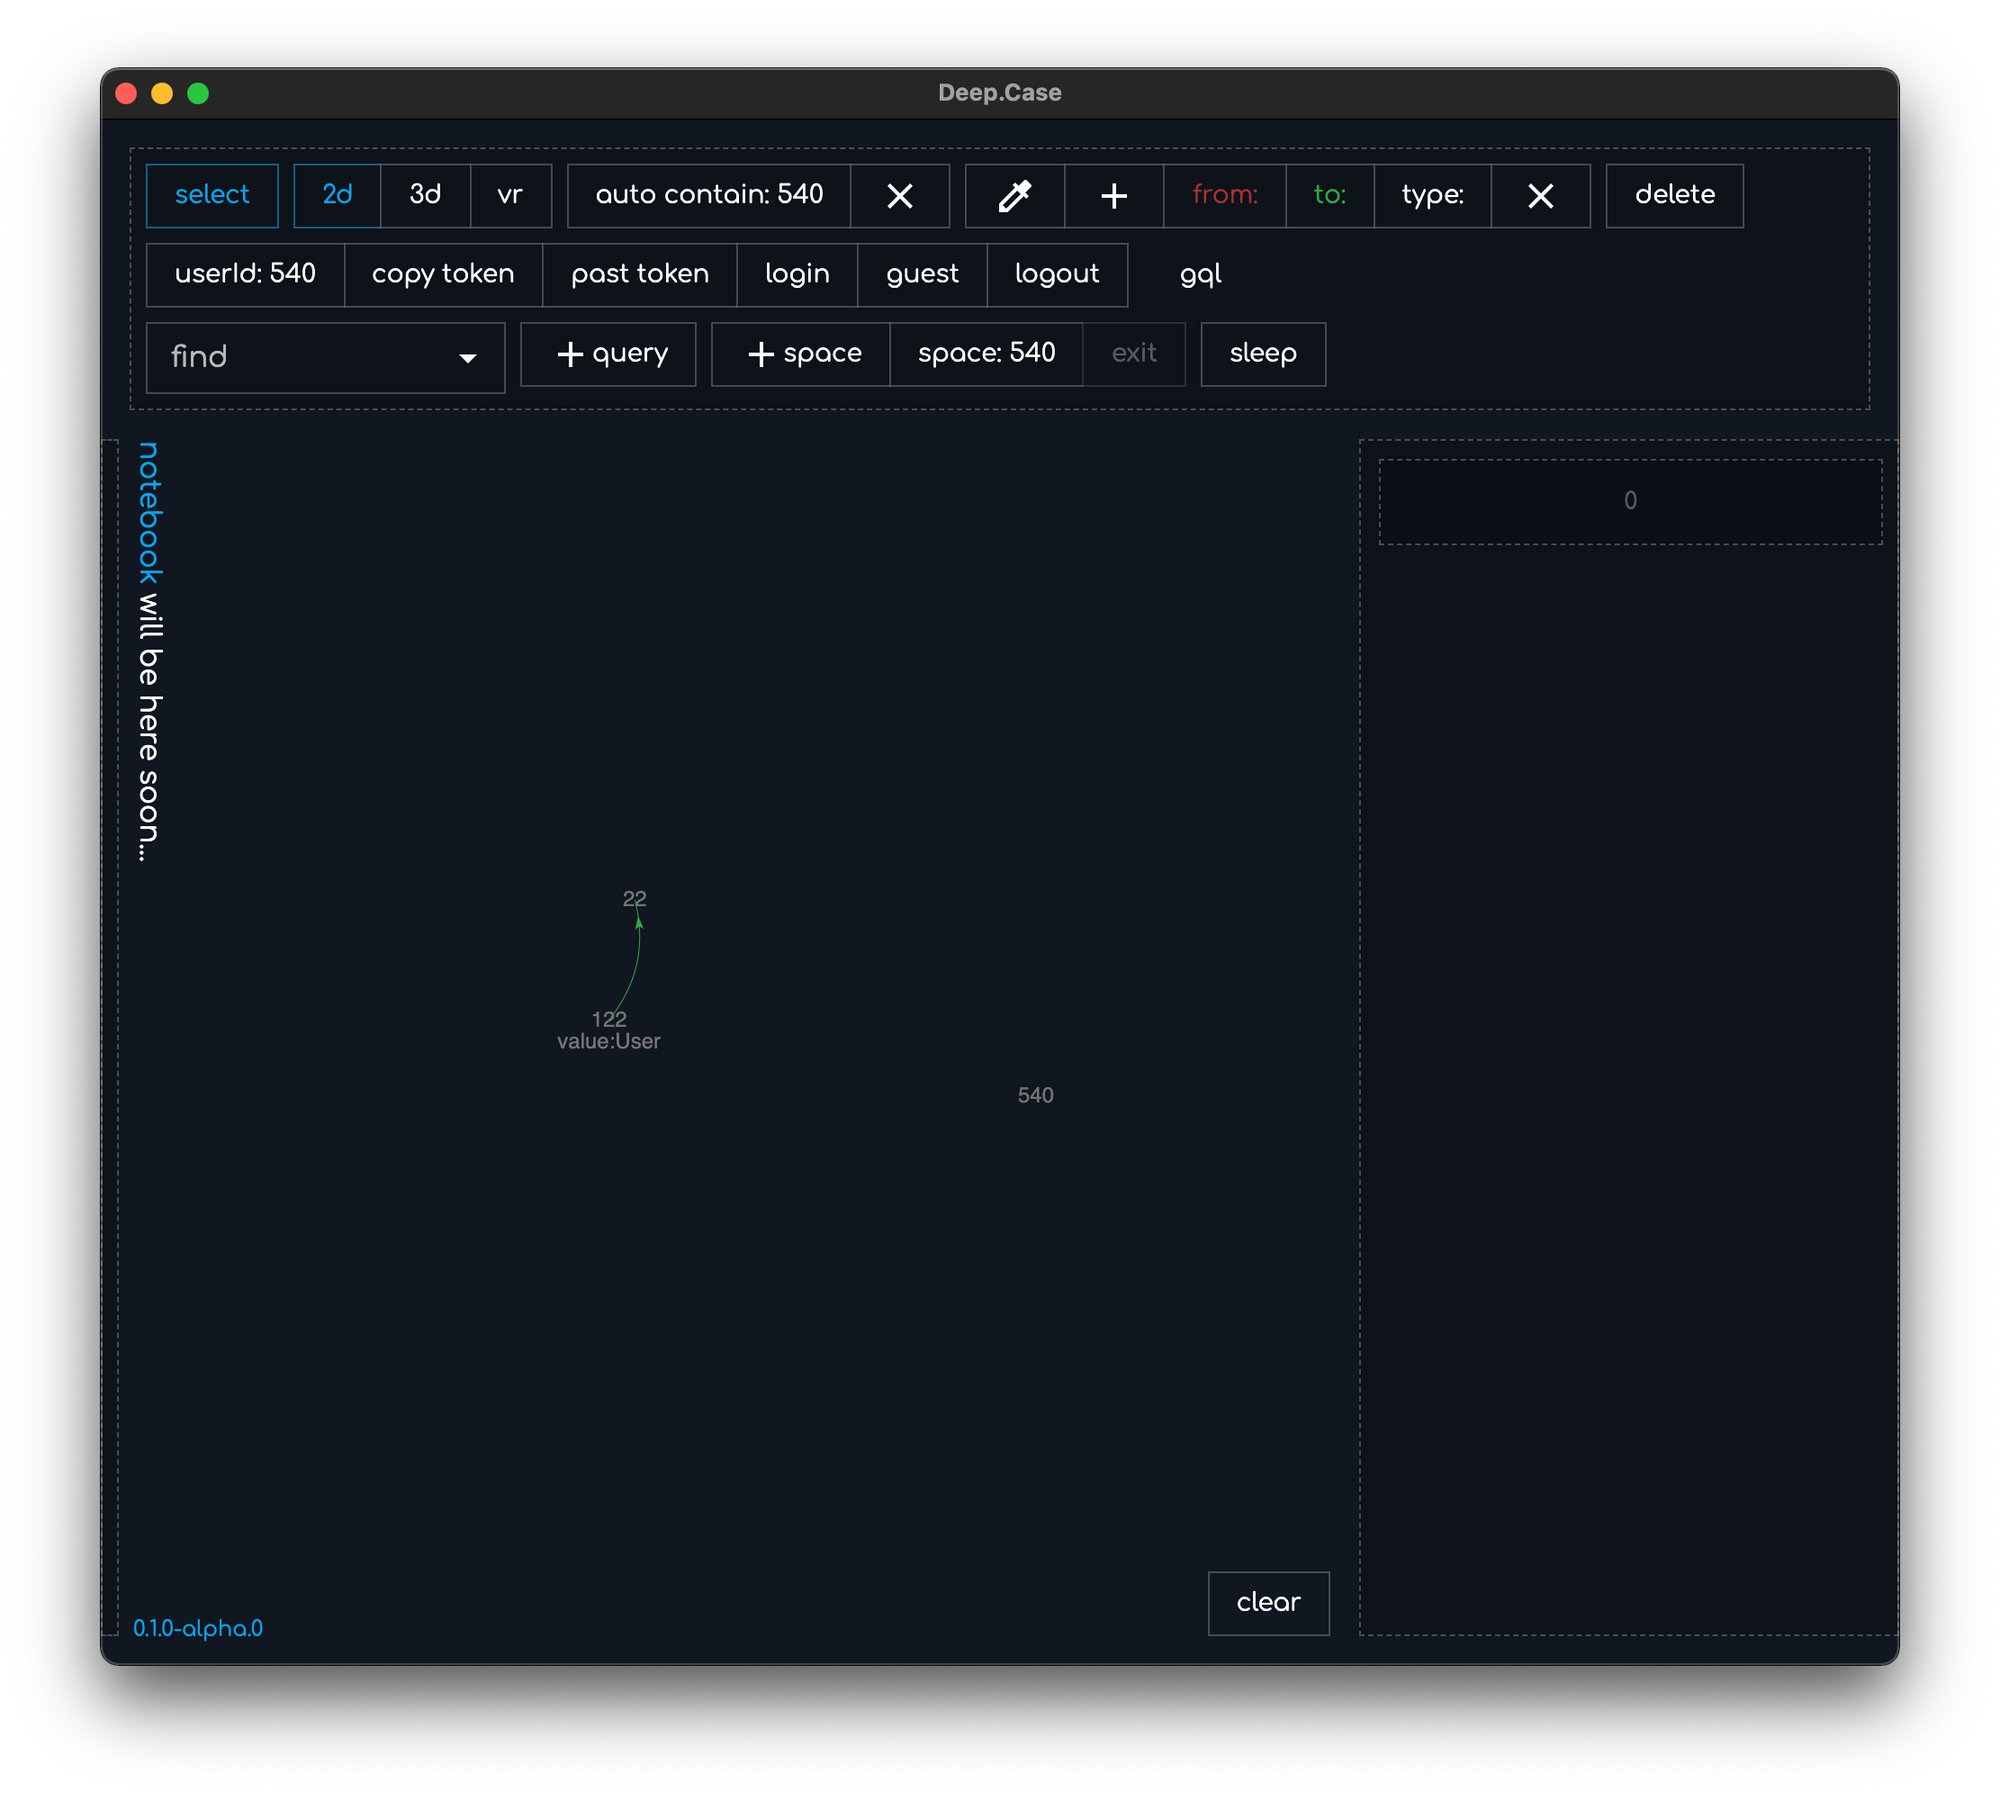 Deep.Case
select 2d 3d vr auto contain: 540 from: to: type: delete
userId: 540 copy token past token login guest logout gql
find + query + space space: 540 exit sleep
notebook will be here soon...
0
22
122
value:User
540
clear
0.1.0-alpha.0